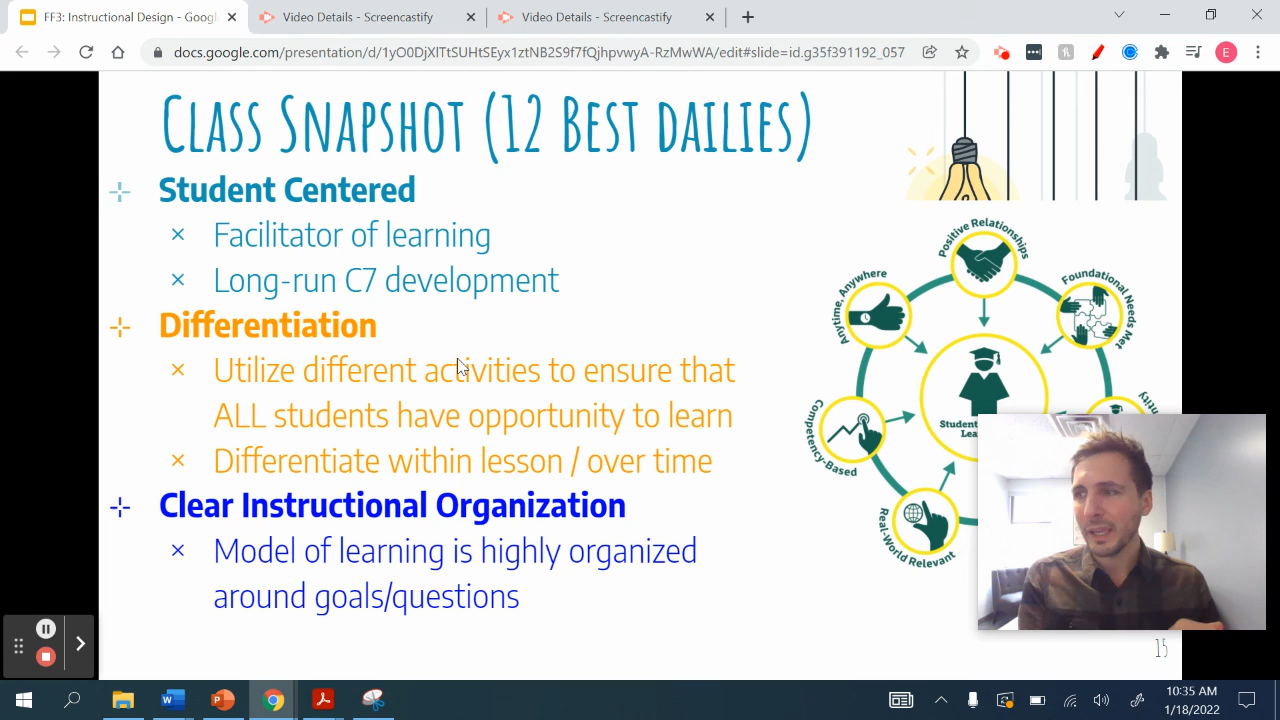 FF3: Instructional Design - Googl
Video Details - Screencastify
Video Details - Screencastify
docs.google.com/presentation/d/1yO0DjXlTtSUHtSEyx1ztNB2S9f7fQjhpvwyA-RzMwWA/edit#slide=id.g35f391192_057
E
CLASS SNAPSHOT (12 BEST DAILIES)
Student Centered
Facilitator of learning
Long-run C7 development
Differentiation
Utilize different activities to ensure that
ALL students have opportunity to learn
Differentiate within lesson / over time
Clear Instructional Organization
Model of learning is highly organized
around goals/questions
Positive Relationships
Anytime, Anywhere
Foundational Needs Met
Competency-Based
Student
Lea
Real-World Relevant
15
10:35 AM
1/18/2022